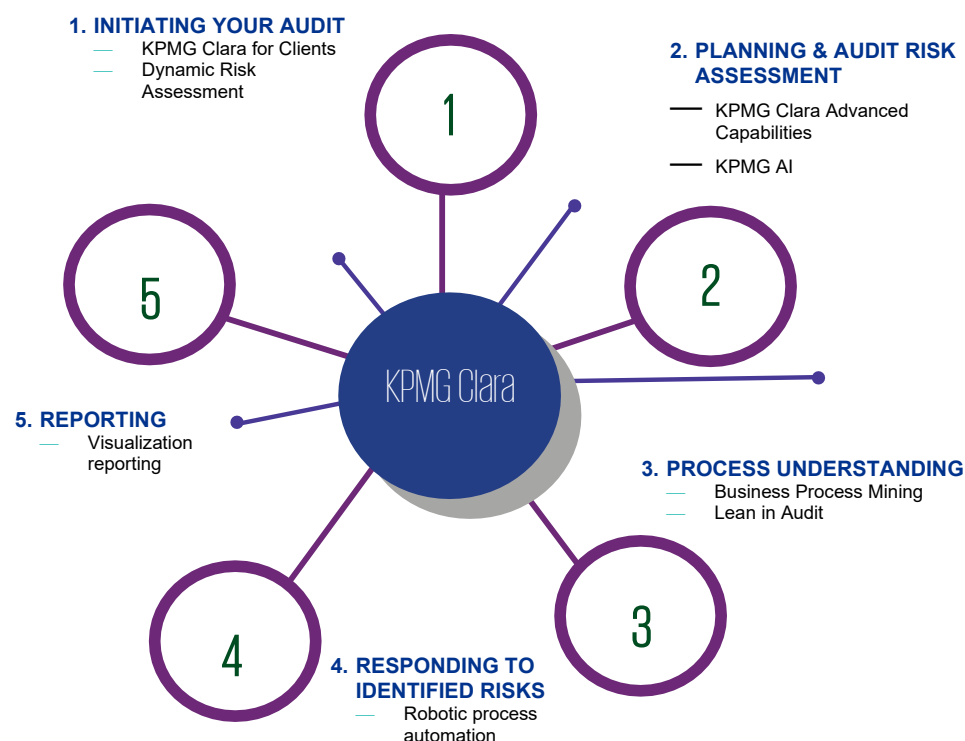 1. INITIATING YOUR AUDIT
— KPMG Clara for Clients
— Dynamic Risk
Assessment
1
2. PLANNING & AUDIT RISK
ASSESSMENT
— KPMG Clara Advanced
Capabilities
— KPMG AI
2
5
KPMG Clara
5. REPORTING
— Visualization
reporting
3. PROCESS UNDERSTANDING
— Business Process Mining
— Lean in Audit
3
4
4. RESPONDING TO
IDENTIFIED RISKS
— Robotic process
automation